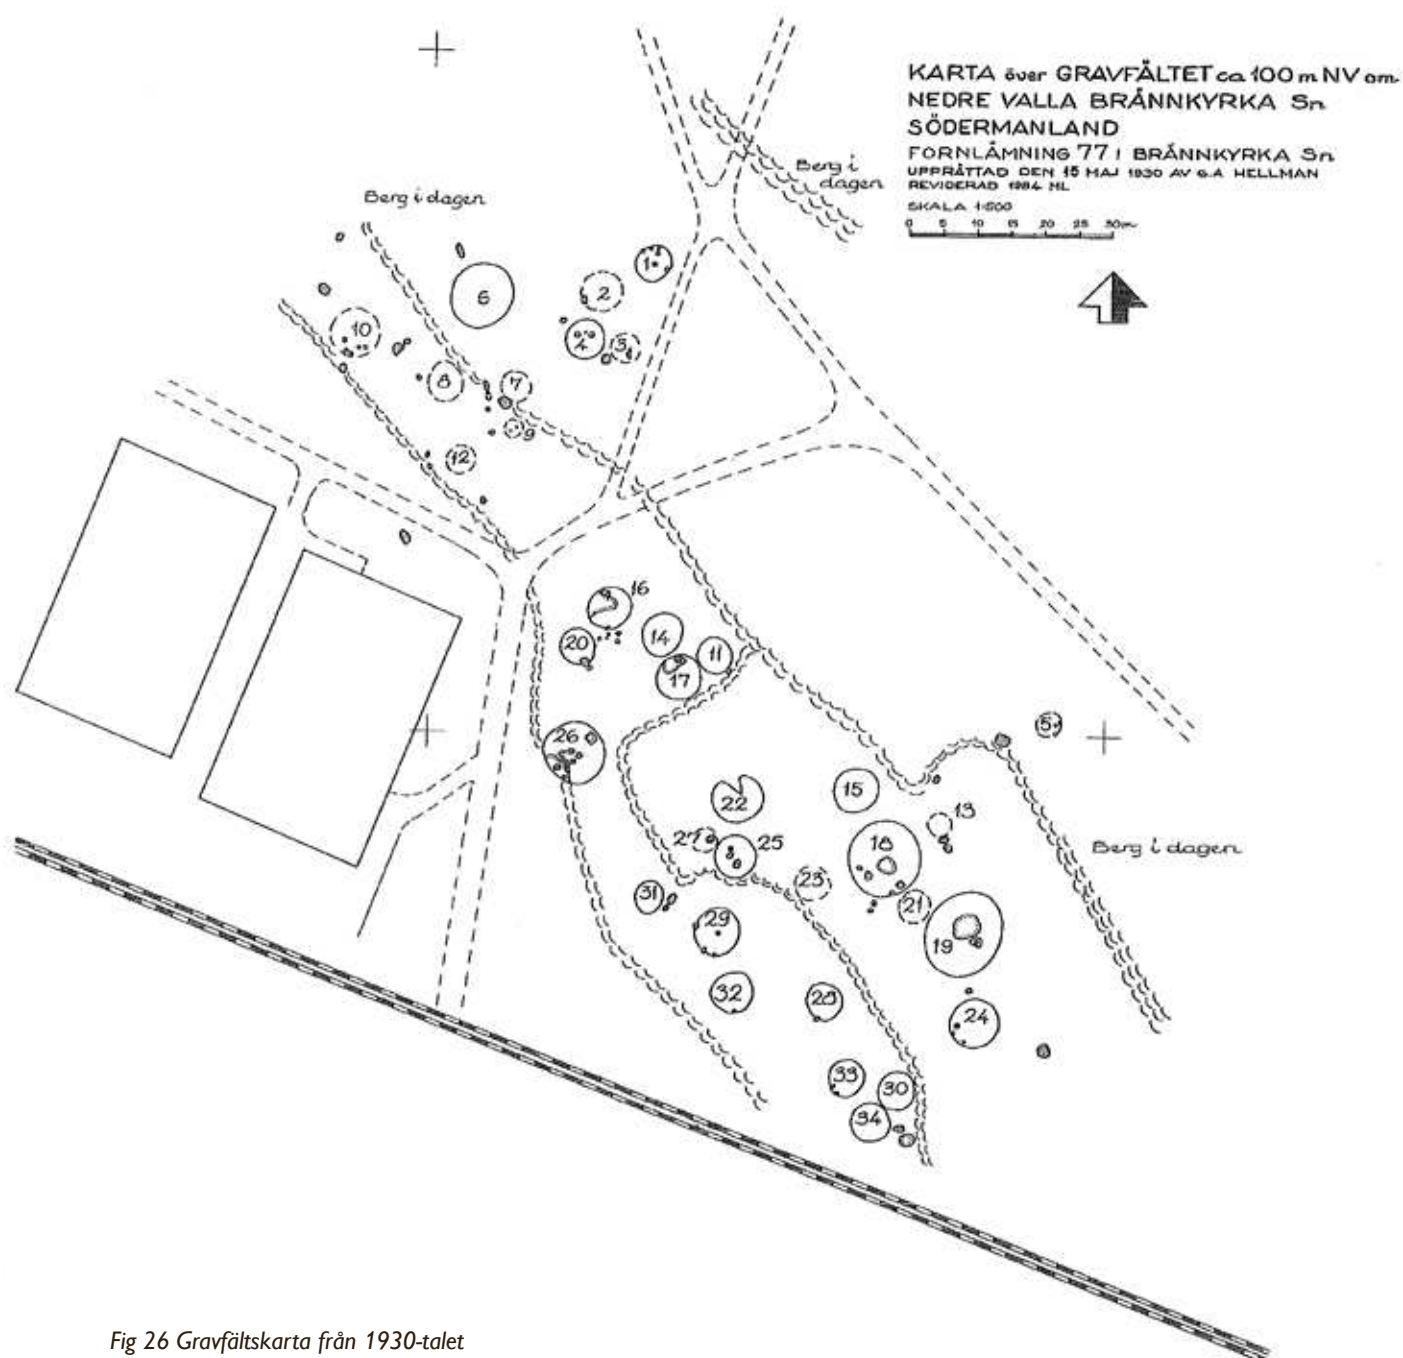 KARTA över GRAVFÄLTET ca 100 m NV om
NEDRE VALLA BRÄNNKYRKA Sn
SÖDERMANLAND
FORNLÄMNING 77 I BRÄNNKYRKA Sn
UPPRÄTTAD DEN 15 MAJ 1930 AV G.A HELLMAN
REVIDERAD 1984 ML
SKALA 1:500
0 5 10 15 20 25 30m
Berg i
dagen
Berg i dagen
1
2
6
10
4
3
8
7
9
12
16
14
20
11
17
5
26
15
22
13
27
25
18
23
31
21
29
19
32
28
24
33
30
34
Berg i dagen
Fig 26 Gravfältskarta från 1930-talet